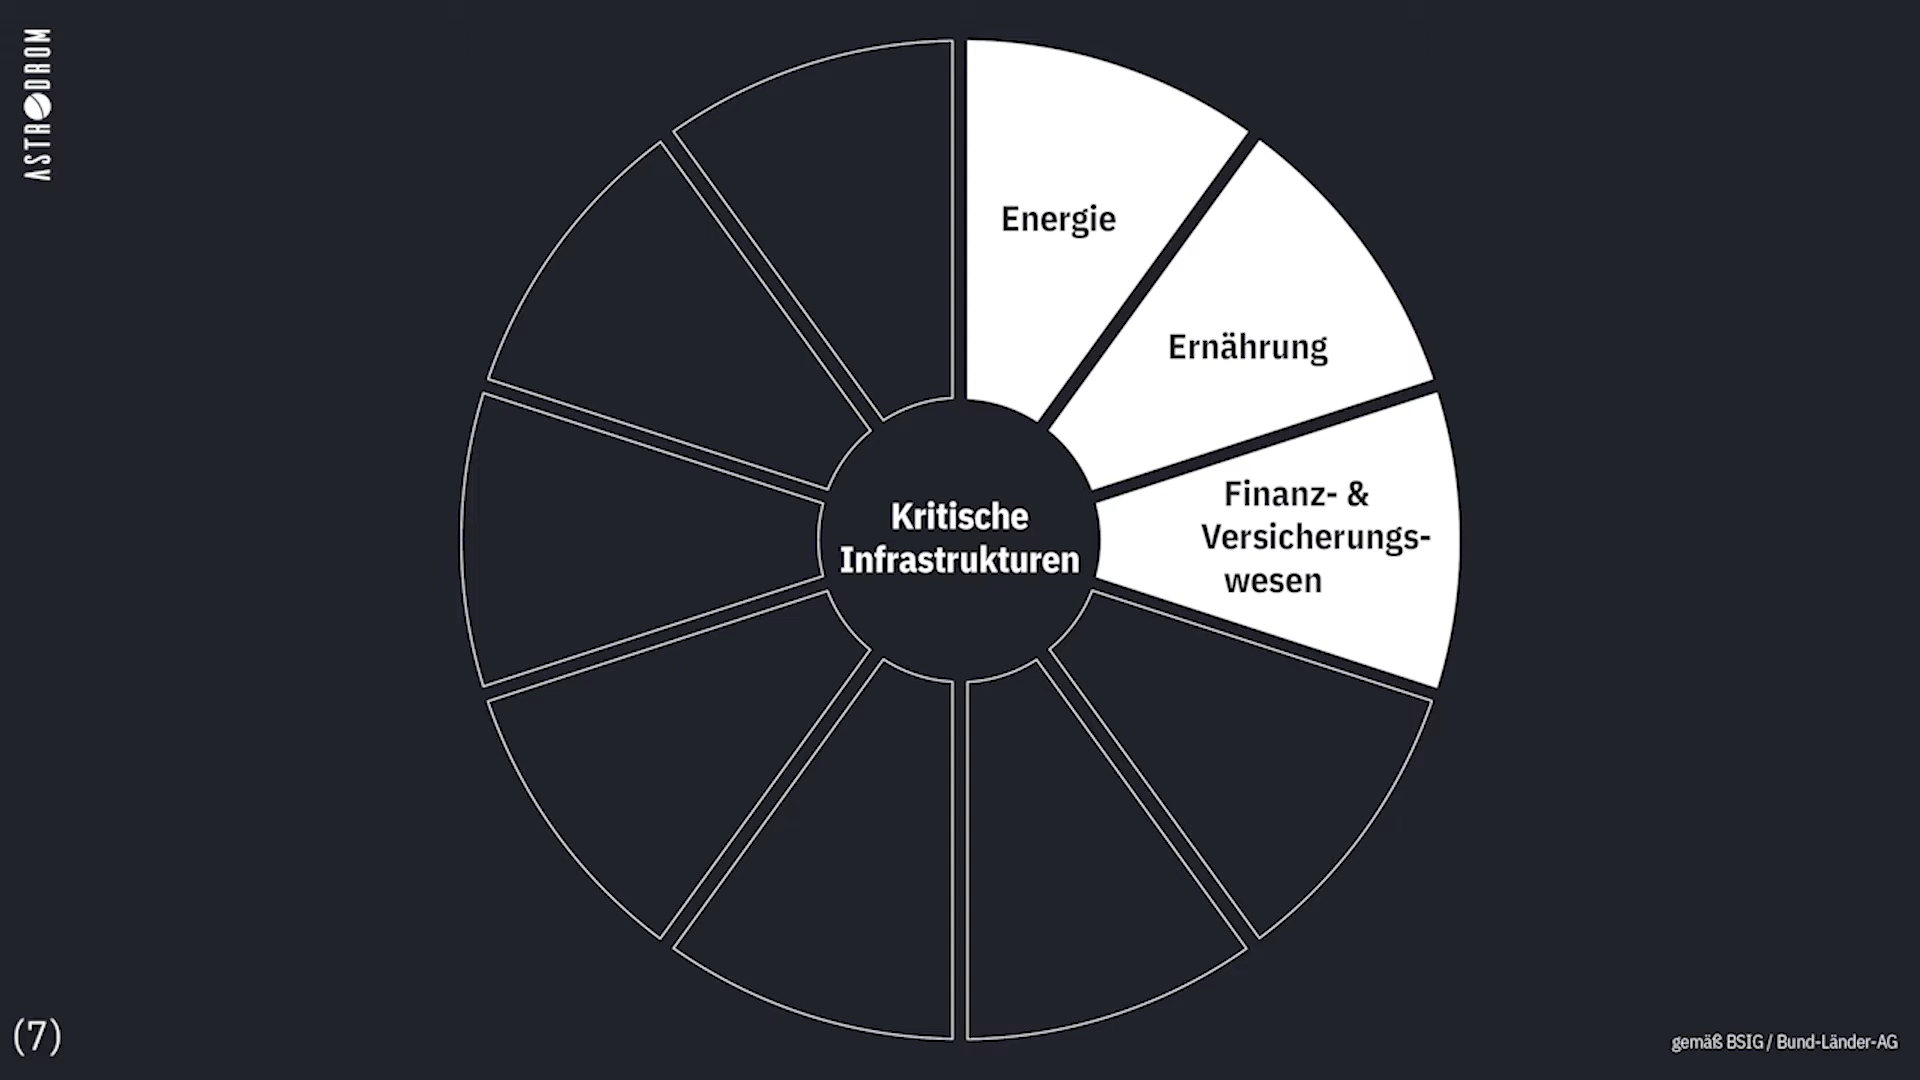 ASTRODROM
Energie
Ernährung
Finanz- &
Versicherungs-
wesen
Kritische
Infrastrukturen
(7)
gemäß BSIG / Bund-Länder-AG